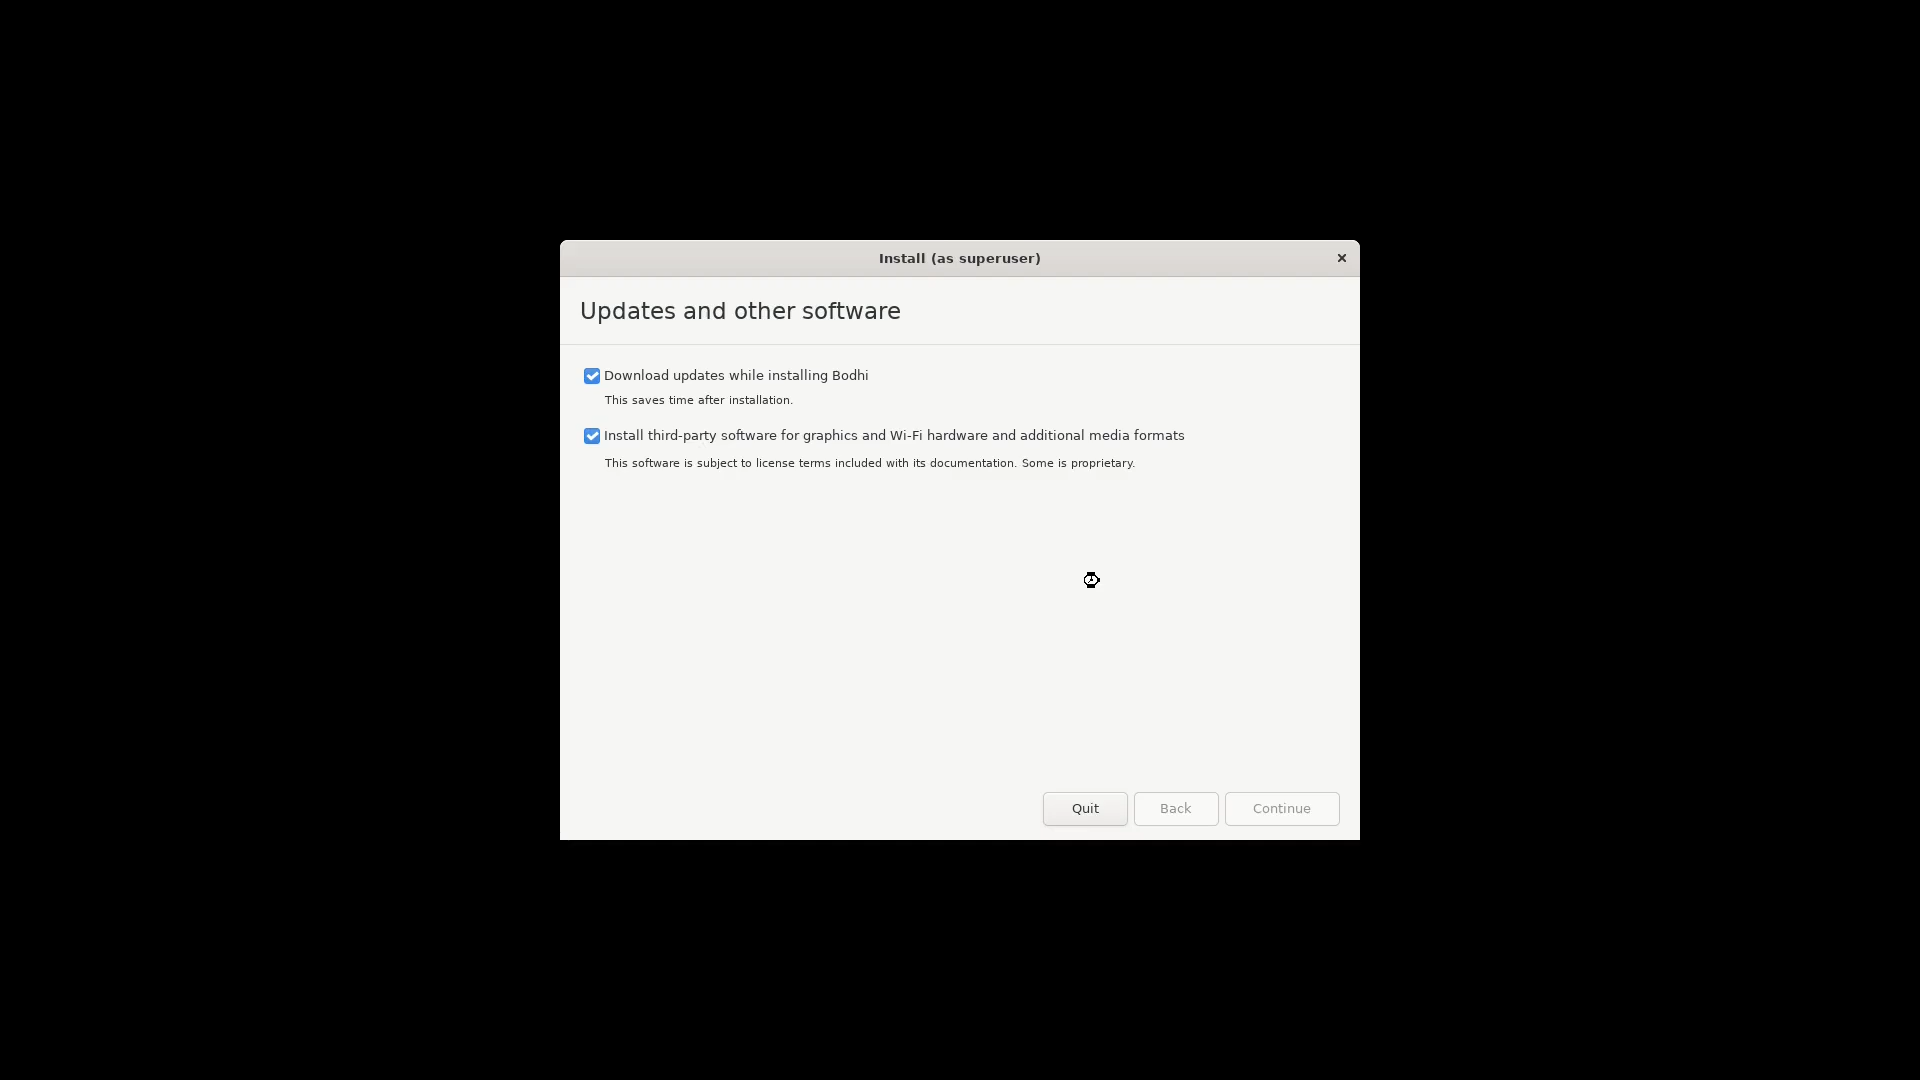 Install (as superuser)
Updates and other software
Download updates while installing Bodhi
This saves time after installation.
Install third-party software for graphics and Wi-Fi hardware and additional media formats
This software is subject to license terms included with its documentation. Some is proprietary.
Quit Back Continue